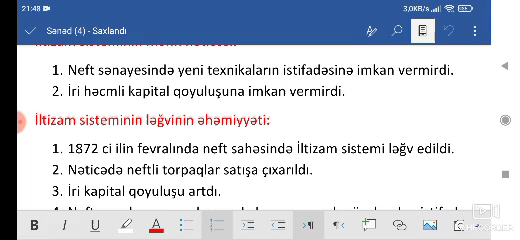 21:48
3,0KB/s
Sənəd (4) - Saxlandı
1. Neft sənayesində yeni texnikaların istifadəsinə imkan vermirdi.
2. İri həcmli kapital qoyuluşuna imkan vermirdi.
İltizam sisteminin ləğvinin əhəmiyyəti:
1. 1872 ci ilin fevralında neft sahəsində İltizam sistemi ləğv edildi.
2. Nəticədə neftli torpaqlar satışa çıxarıldı.
3. İri kapital qoyuluşu artdı.
B I U A